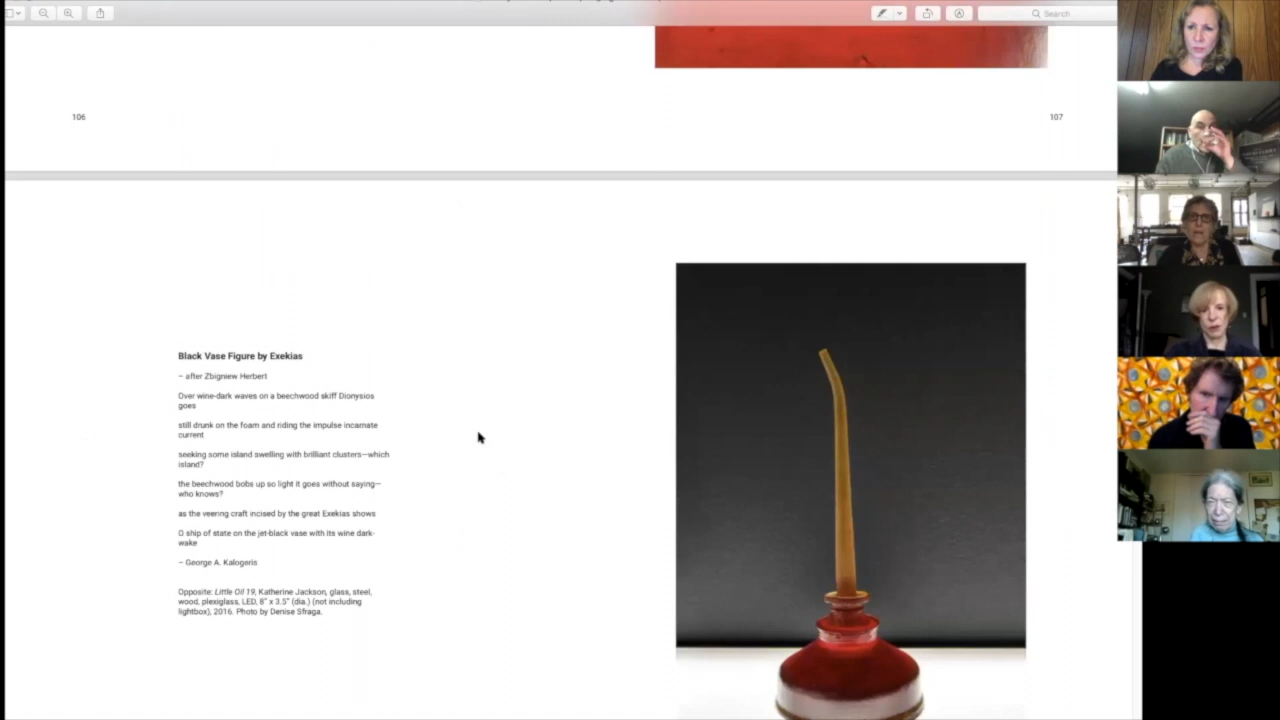 Search
106
107
Black Vase Figure by Exekias
– after Zbigniew Herbert
Over wine-dark waves on a beechwood skiff Dionysios
goes
still drunk on the foam and riding the impulse incarnate
current
seeking some island swelling with brilliant clusters—which
island?
the beechwood bobs up so light it goes without saying—
who knows?
as the veering craft incised by the great Exekias shows
O ship of state on the jet-black vase with its wine dark-
wake
– George A. Kalogeris
Opposite: Little Oil 19, Katherine Jackson, glass, steel,
wood, plexiglass, LED, 8" x 3.5" (dia.) (not including
lightbox), 2016. Photo by Denise Sfraga.